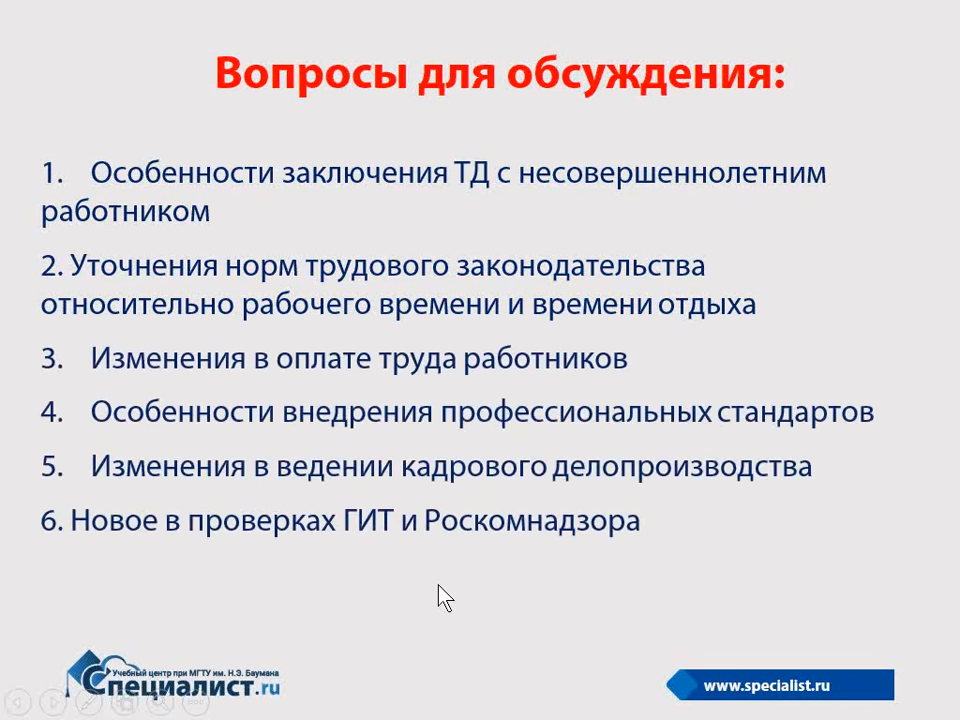 Вопросы для обсуждения:
1. Особенности заключения ТД с несовершеннолетним
работником
2. Уточнения норм трудового законодательства
относительно рабочего времени и времени отдыха
3. Изменения в оплате труда работников
4. Особенности внедрения профессиональных стандартов
5. Изменения в ведении кадрового делопроизводства
6. Новое в проверках ГИТ и Роскомнадзора
Учебный центр при МГТУ им. Н.Э. Баумана
Специалист.ru
www.specialist.ru